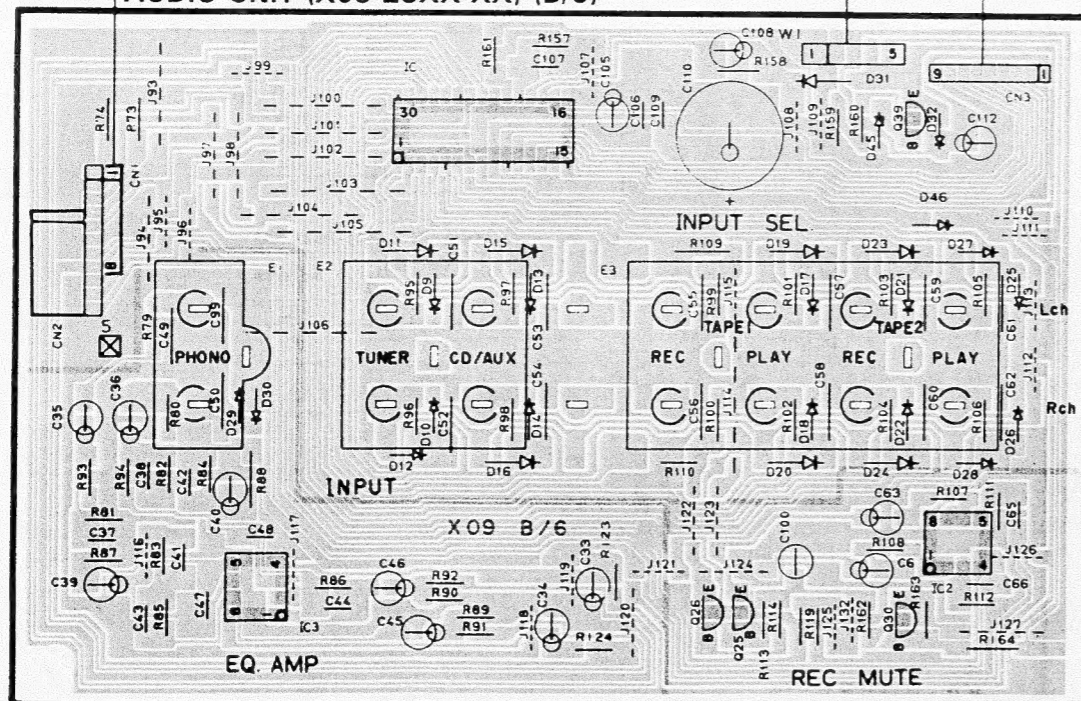 R161
R157
C107
J107
C105
C108
W1
R158
1
5
9
1
CN3
D31
J99
J93
R74
R73
IC
C110
J100
30
16
C106
C109
J108
J109
R159
R160
D45
Q39
E
B
D32
C112
J101
J102
1
15
J97
J98
CN1
J103
J104
J105
INPUT SEL.
D46
J110
J111
J94
J95
J96
18
E1
E2
D11
C51
D15
E3
R109
D19
D23
D27
R95
D9
R97
D13
C55
R99
J115
R101
D17
C57
R103
D21
C59
R105
D25
J113
Lch
CN2
S
R79
C49
C99
J106
C53
TAPE1
TAPE2
C61
PHONO
TUNER
CD/AUX
REC
PLAY
REC
PLAY
C54
C58
C62
J112
C35
C36
R80
C50
D29
D30
R96
D10
C52
R98
D14
C56
R100
J114
R102
D18
R104
D22
C60
R106
D26
Rch
D12
D16
R110
D20
D24
D28
R93
R94
C38
R82
C42
R84
C40
R88
INPUT
J122
J123
C63
R107
R111
C65
R81
C37
R87
C48
J117
X09 B/6
C33
R123
C100
R108
8
5
J116
R83
C41
C39
5
4
8
1
R86
C44
C46
R92
R90
J119
J121
J124
C6
1
4
IC2
J126
C66
R112
C43
R85
C47
IC3
C45
R89
R91
J118
C34
R124
J120
Q26
E
B
Q25
R114
R113
R119
J125
J132
R162
Q30
E
B
R163
J127
R164
EQ. AMP
REC MUTE